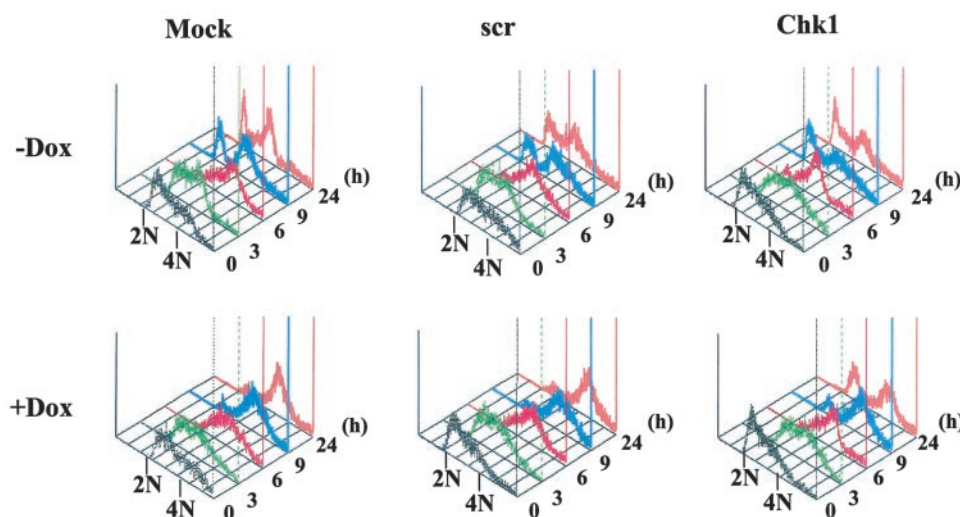 Mock scr Chk1
-Dox
24 (h) 24 (h) 24 (h)
9 9 9
6 6 6
2N 3 2N 3 2N 3
4N 0 4N 0 4N 0
+Dox
24 (h) 24 (h) 24 (h)
9 9 9
6 6 6
2N 3 2N 3 2N 3
4N 0 4N 0 4N 0